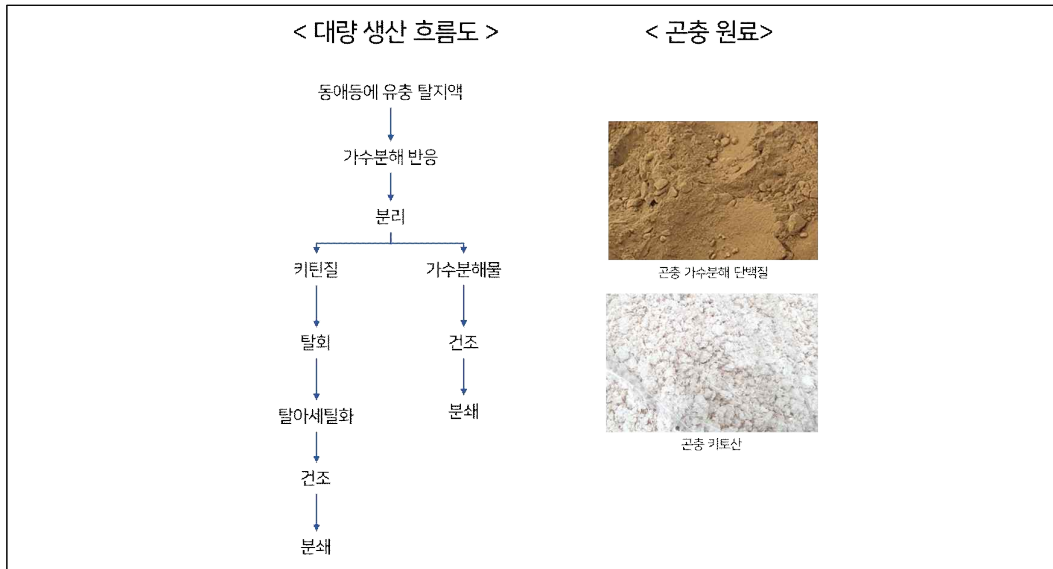 < 대량 생산 흐름도 >
< 곤충 원료>
동애등에 유충 탈지액
가수분해 반응
분리
키틴질
가수분해물
탈회
건조
탈아세틸화
분쇄
건조
분쇄
곤충 가수분해 단백질
곤충 키토산